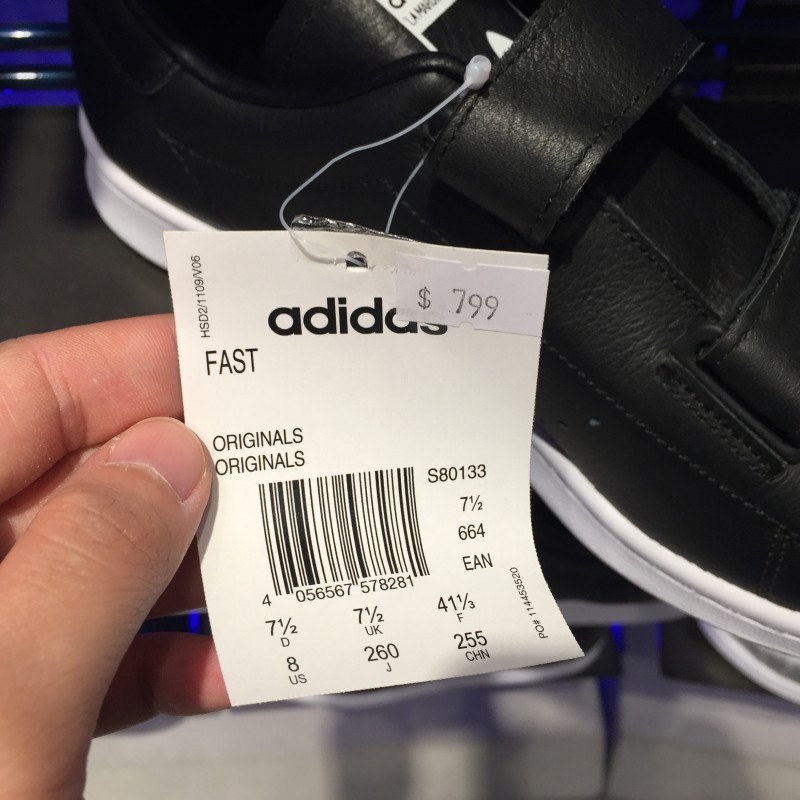 HSD2/1109/V06
$ 799
adidas
FAST
ORIGINALS
ORIGINALS
S80133
7½
664
EAN
4 056567 578281
7½ 7½ 41⅓
D UK F
8 260 255
US J CHN
PO# 114453520